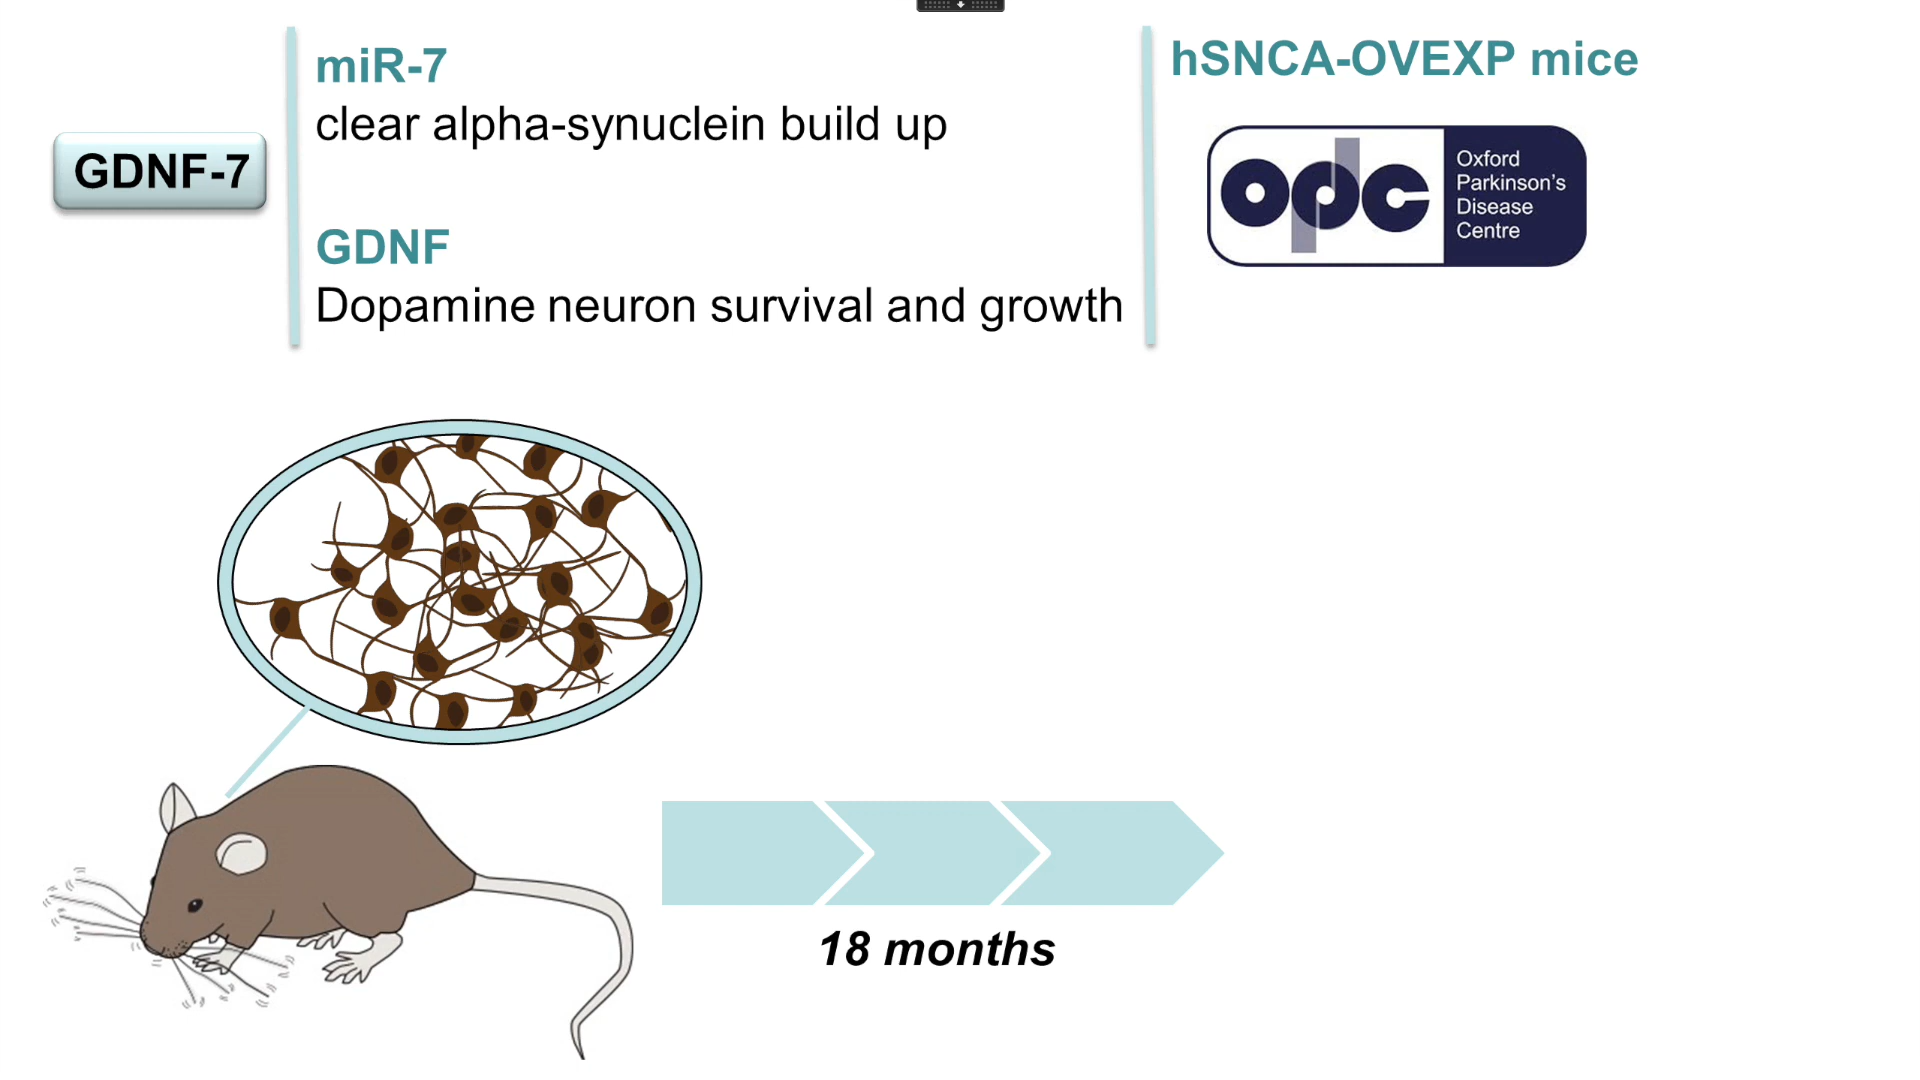 GDNF-7
miR-7
clear alpha-synuclein build up
GDNF
Dopamine neuron survival and growth
hSNCA-OVEXP mice
opdc
Oxford
Parkinson's
Disease
Centre
18 months